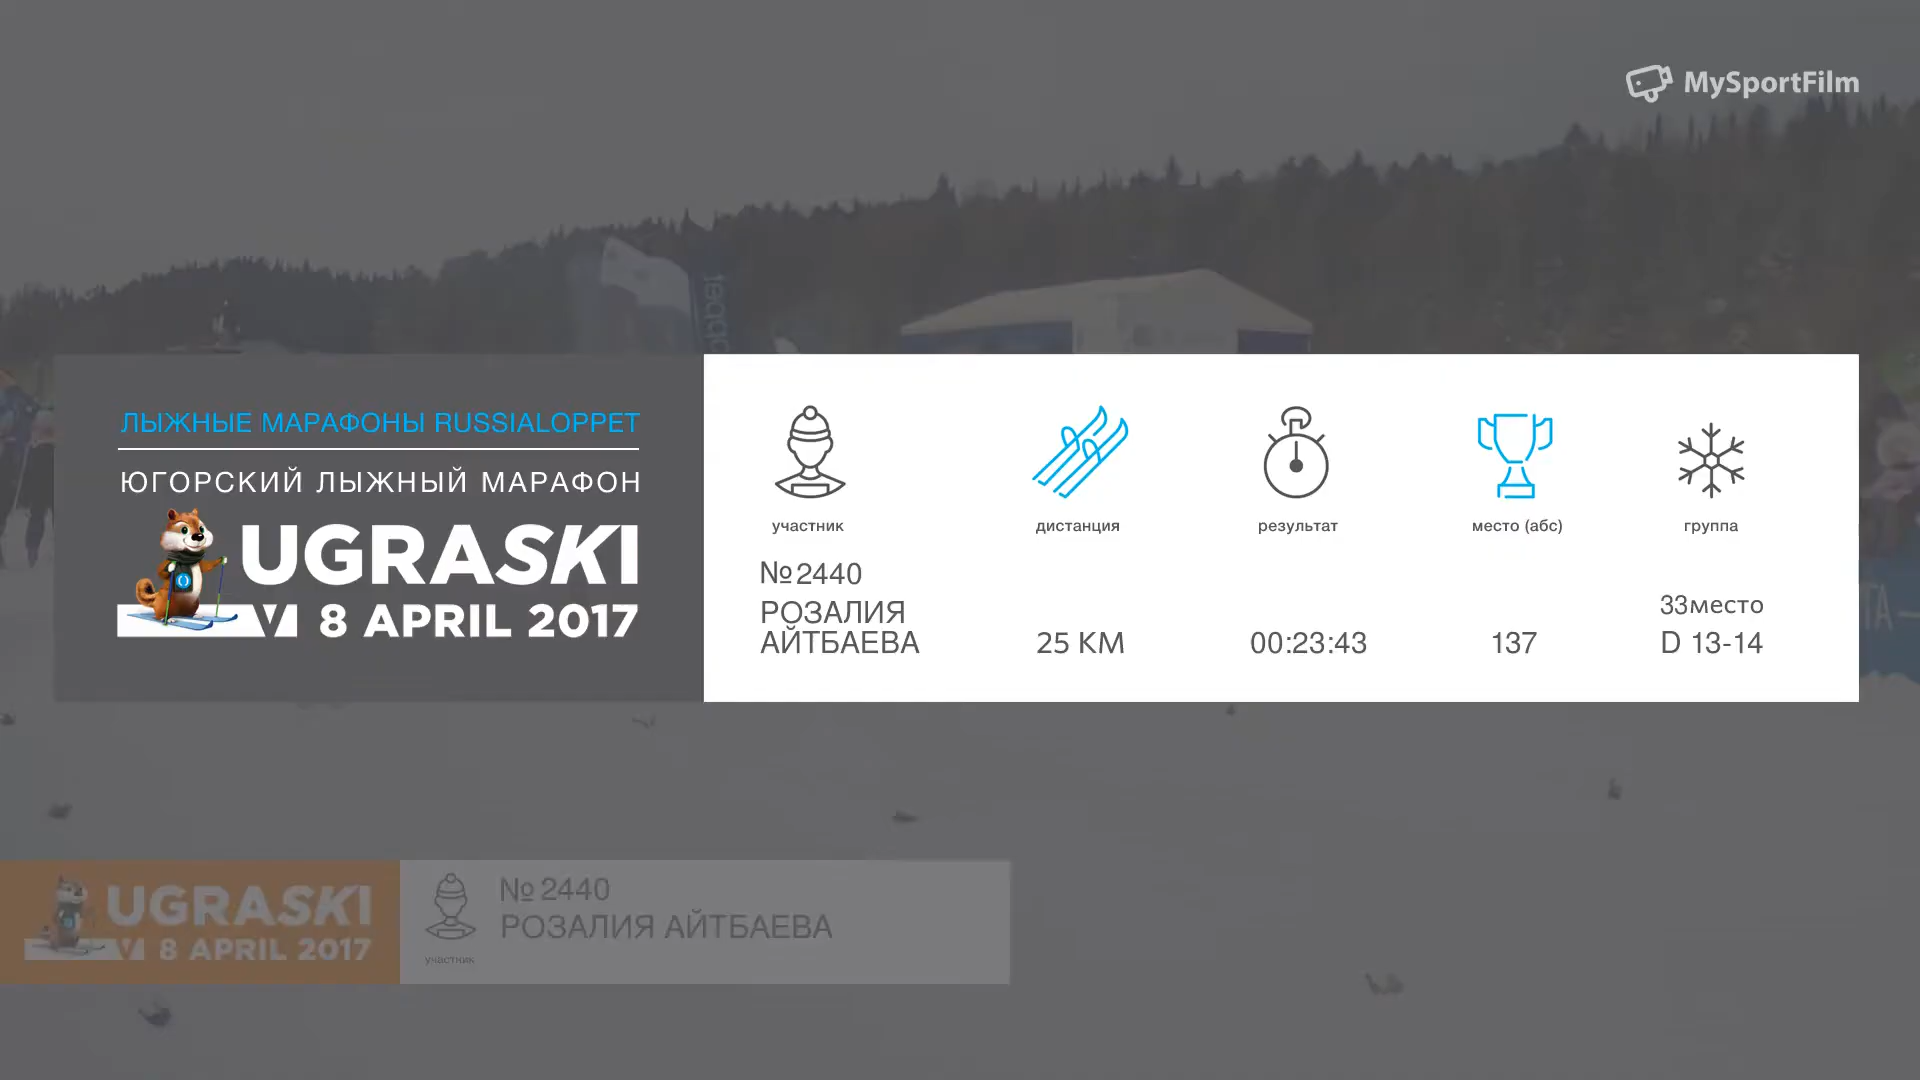 MySportFilm
ЛЫЖНЫЕ МАРАФОНЫ RUSSIALOPPET
ЮГОРСКИЙ ЛЫЖНЫЙ МАРАФОН
UGRASKI
V 8 APRIL 2017
участник
дистанция
результат
место (абс)
группа
№2440
РОЗАЛИЯ
АЙТБАЕВА
25 КМ
00:23:43
137
33место
D 13-14
UGRASKI
V 8 APRIL 2017
участник
№2440
РОЗАЛИЯ АЙТБАЕВА